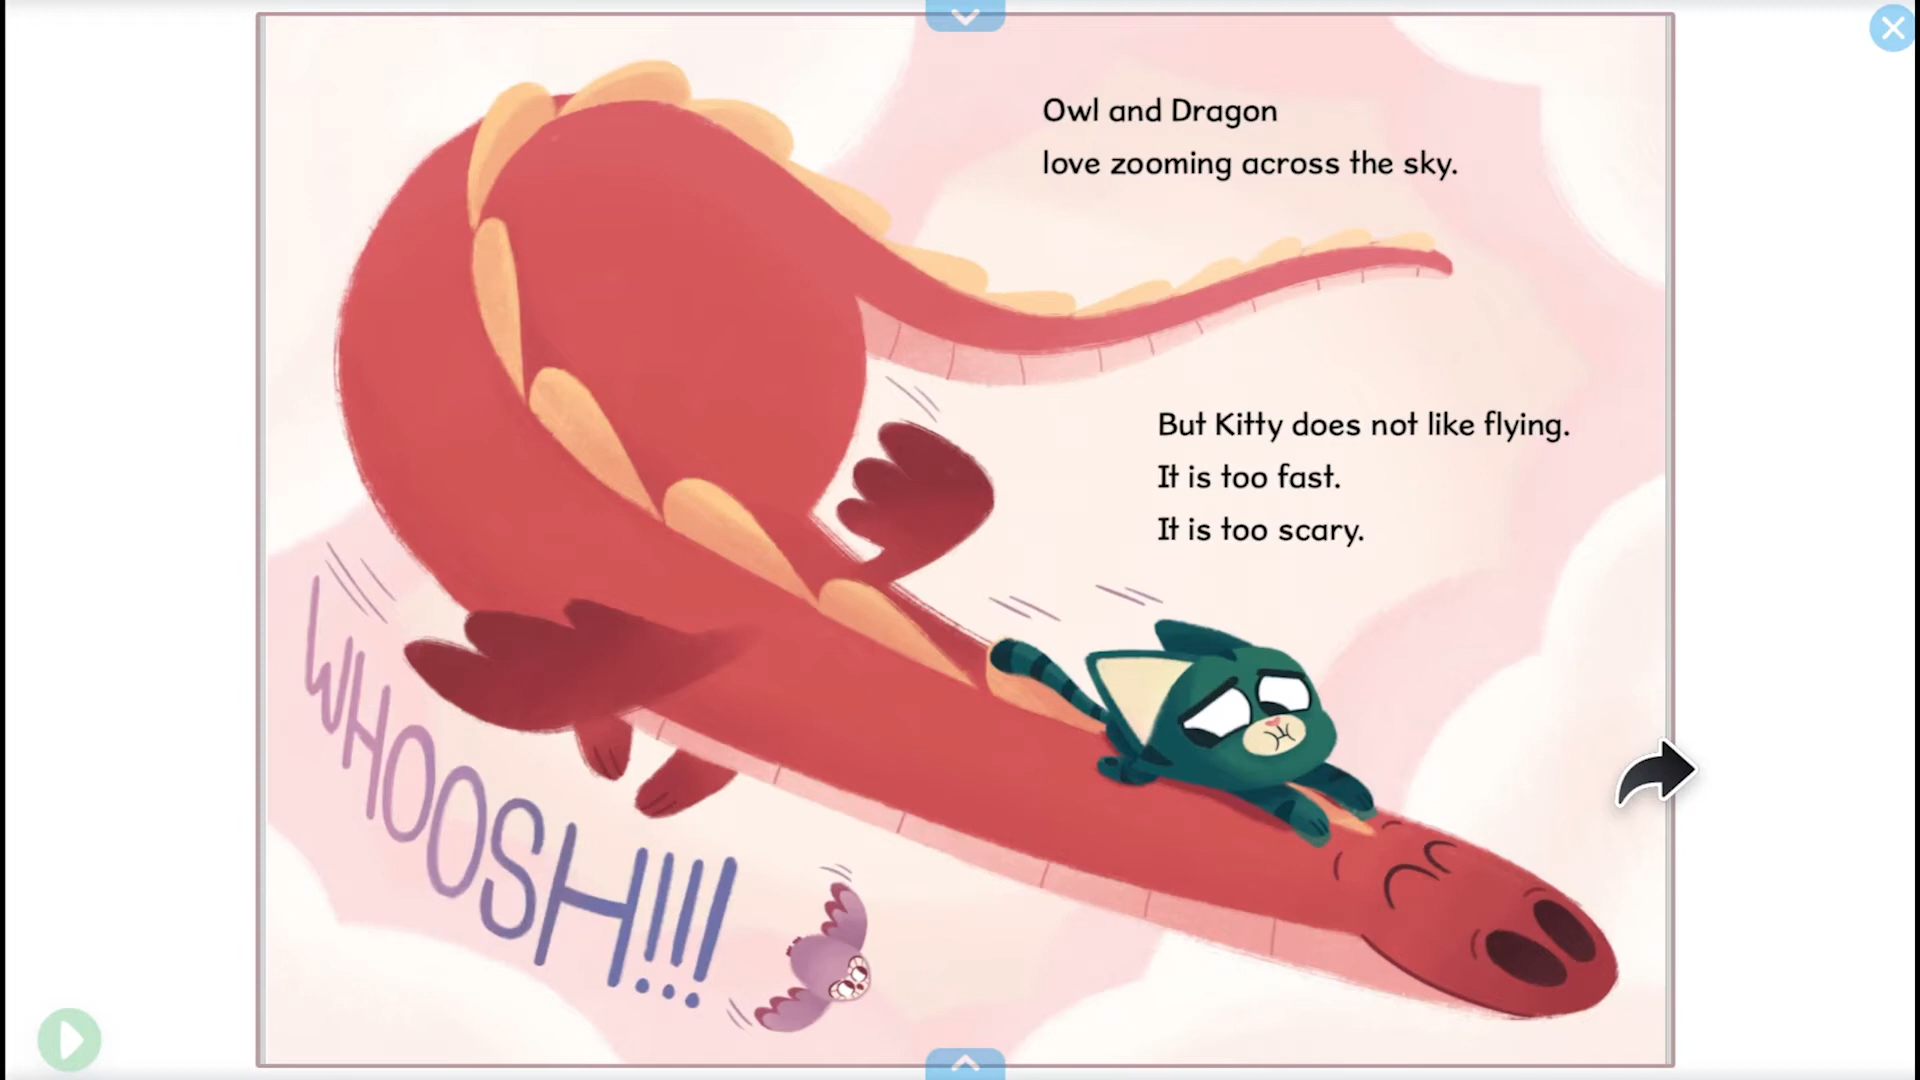 Owl and Dragon
love zooming across the sky.
But Kitty does not like flying.
It is too fast.
It is too scary.
WHOOSH!!!!